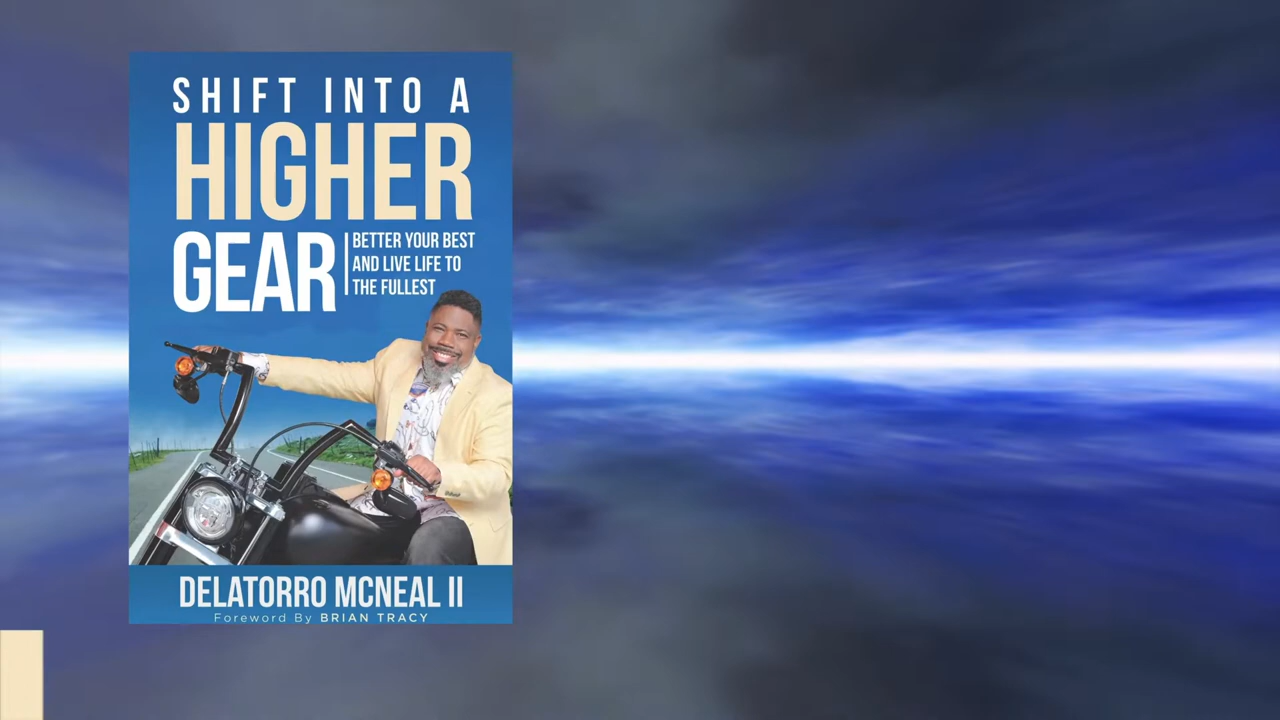 SHIFT INTO A
HIGHER
GEAR
BETTER YOUR BEST
AND LIVE LIFE TO
THE FULLEST
DELATORRO MCNEAL II
Foreword By BRIAN TRACY